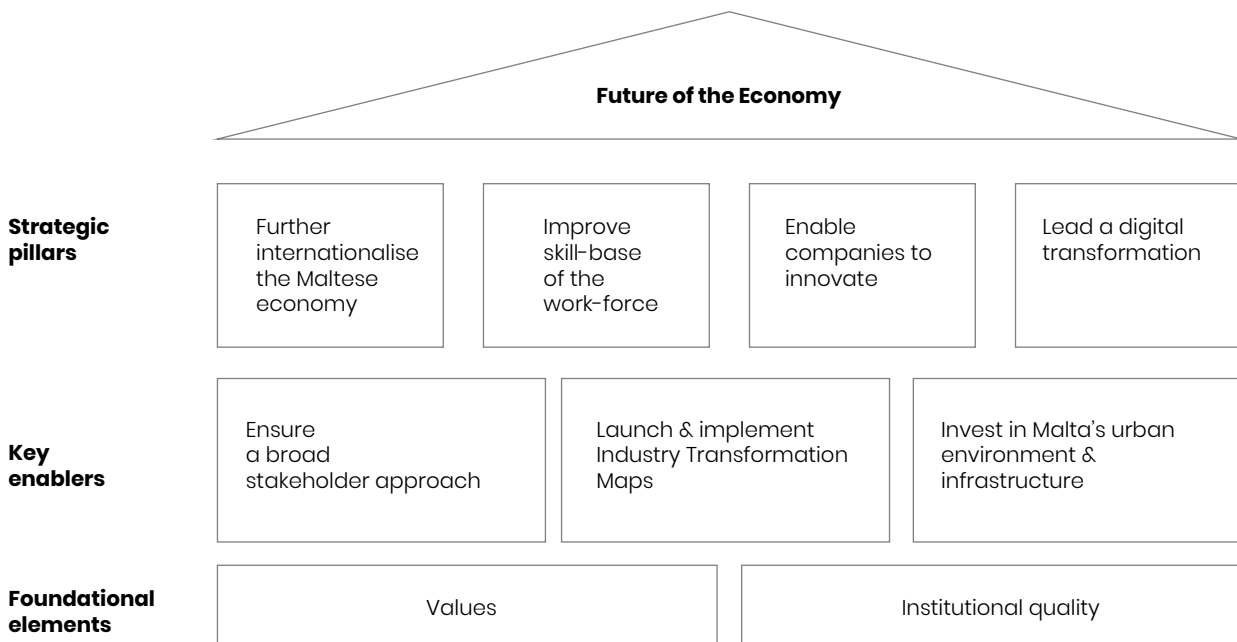 Future of the Economy
Strategic
pillars
Further
internationalise
the Maltese
economy
Improve
skill-base
of the
work-force
Enable
companies to
innovate
Lead a digital
transformation
Key
enablers
Ensure
a broad
stakeholder approach
Launch & implement
Industry Transformation
Maps
Invest in Malta’s urban
environment &
infrastructure
Foundational
elements
Values
Institutional quality